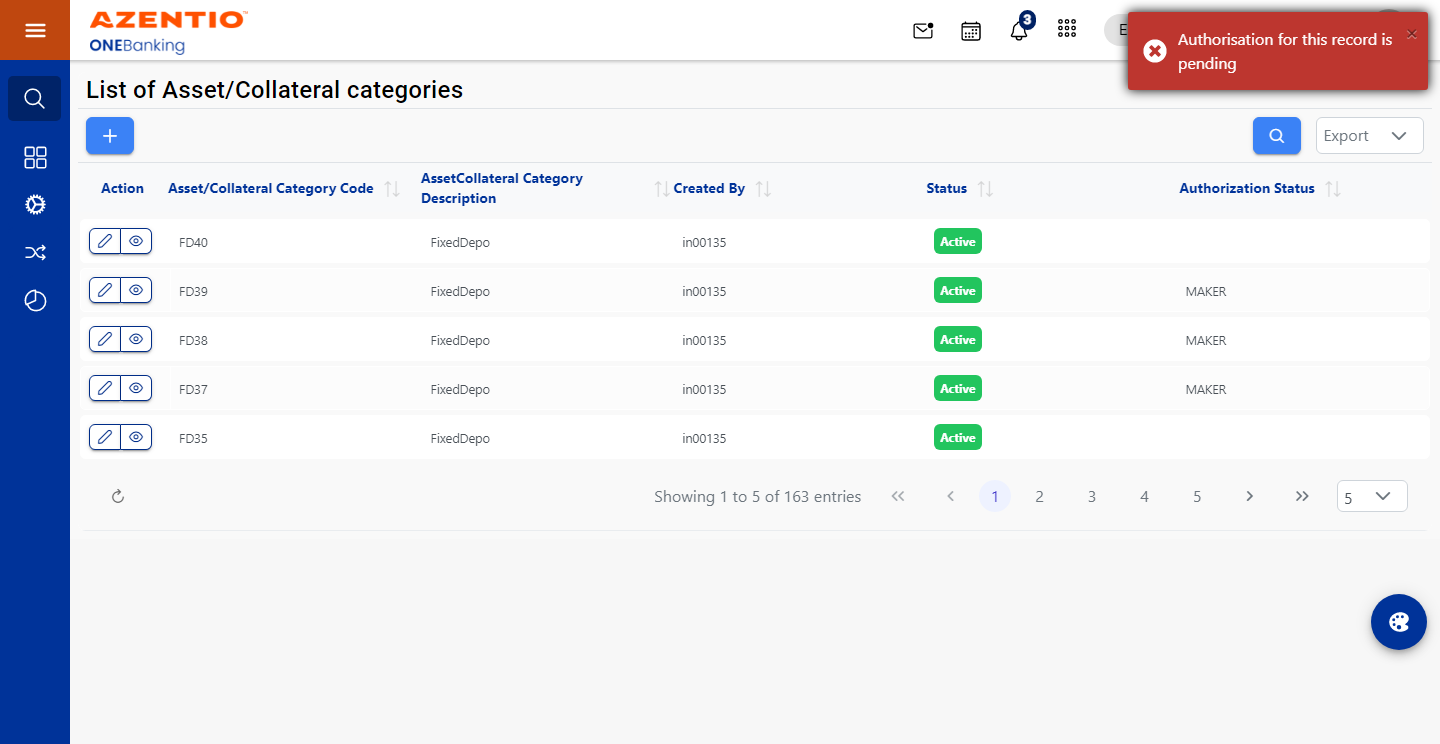 AZENTIO™
ONEBanking
3
E
Authorisation for this record is
pending
List of Asset/Collateral categories
Export
Action
Asset/Collateral Category Code
AssetCollateral Category
Description
Created By
Status
Authorization Status
FD40 FixedDepo in00135 Active
FD39 FixedDepo in00135 Active MAKER
FD38 FixedDepo in00135 Active MAKER
FD37 FixedDepo in00135 Active MAKER
FD35 FixedDepo in00135 Active
Showing 1 to 5 of 163 entries 1 2 3 4 5 5